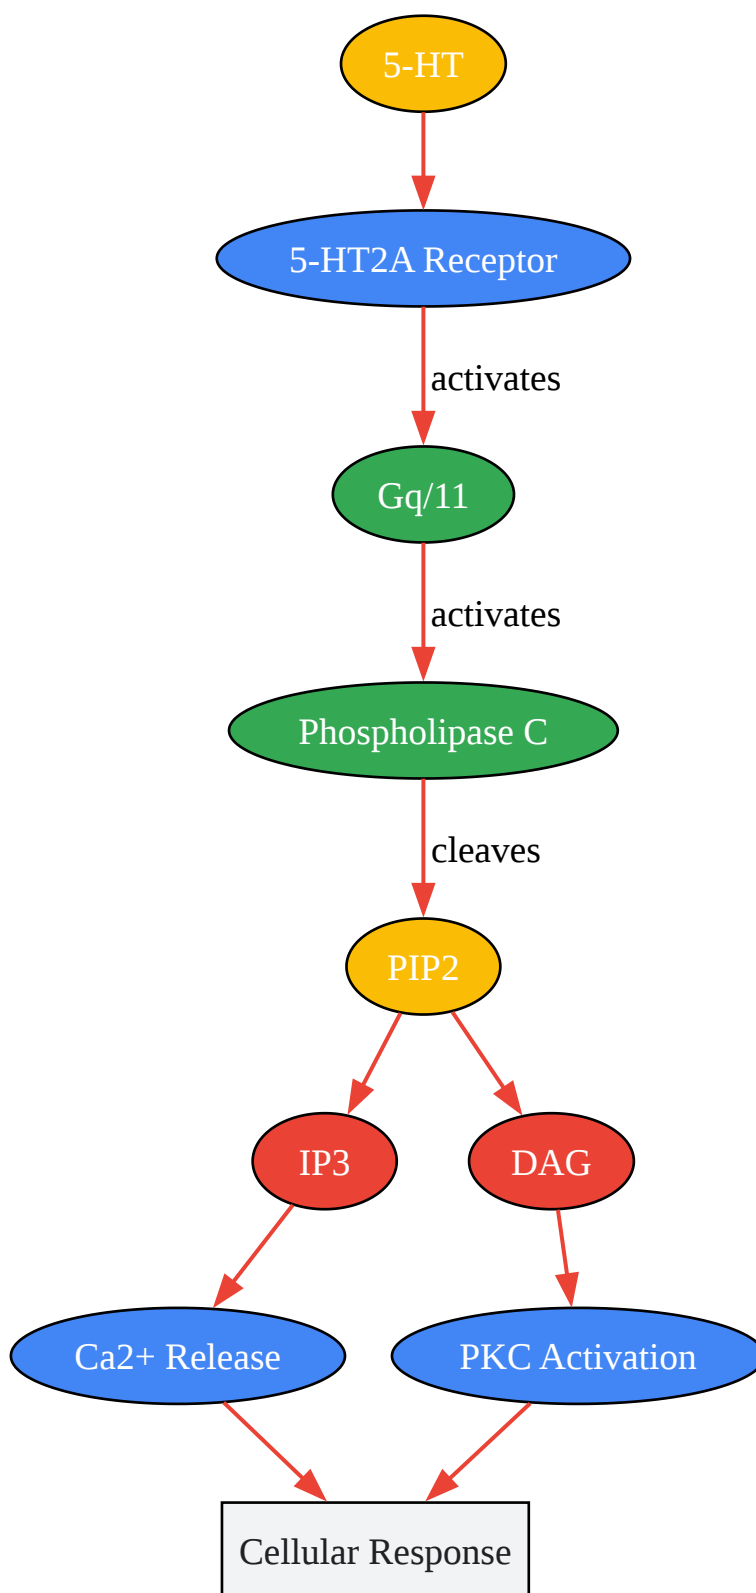 5-HT
5-HT2A Receptor
activates
Gq/11
activates
Phospholipase C
cleaves
PIP2
IP3
DAG
Ca2+ Release
PKC Activation
Cellular Response